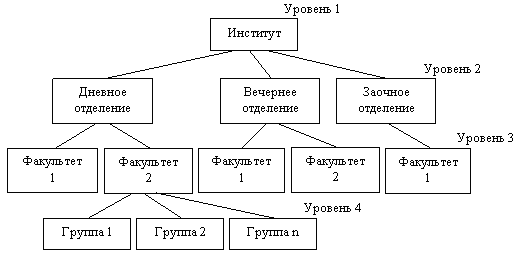 Уровень 1
Институт
Уровень 2
Дневное
отделение
Вечернее
отделение
Заочное
отделение
Уровень 3
Факультет
1
Факультет
2
Факультет
1
Факультет
2
Факультет
1
Уровень 4
Группа 1
Группа 2
Группа n